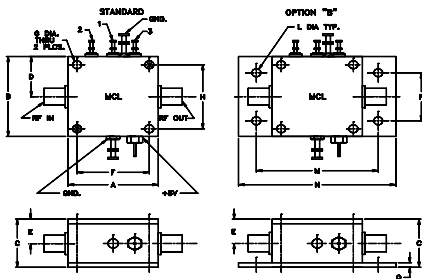 STANDARD
GND.
OPTION "B"
G DIA.
THRU
2 PLCS.
2
1
3
L DIA TYP.
D
B
MCL
H
RF IN
RF OUT
F
A
GND.
+5V
MCL
P
M
N
E
C
E
C
Q